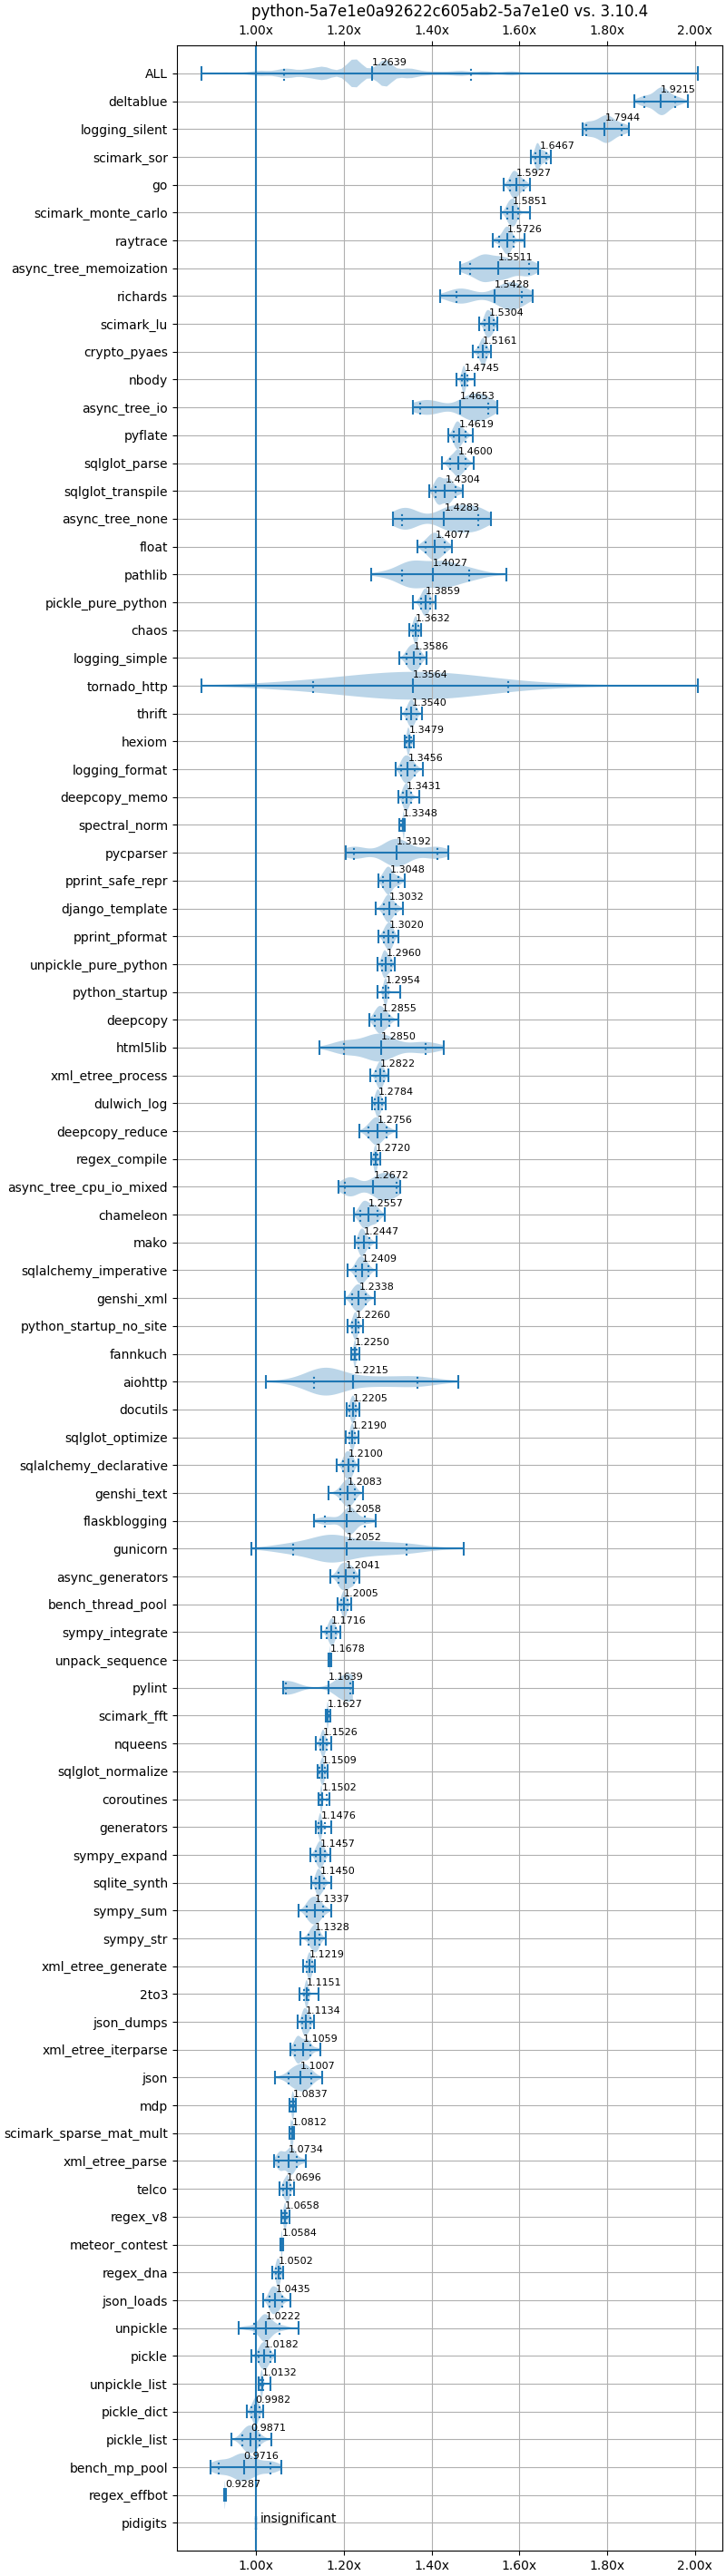 python-5a7e1e0a92622c605ab2-5a7e1e0 vs. 3.10.4
1.00x 1.20x 1.40x 1.60x 1.80x 2.00x
ALL 1.2639
deltablue 1.9215
logging_silent 1.7944
scimark_sor 1.6467
go 1.5927
scimark_monte_carlo 1.5851
raytrace 1.5726
async_tree_memoization 1.5511
richards 1.5428
scimark_lu 1.5304
crypto_pyaes 1.5161
nbody 1.4745
async_tree_io 1.4653
pyflate 1.4619
sqlglot_parse 1.4600
sqlglot_transpile 1.4304
async_tree_none 1.4283
float 1.4077
pathlib 1.4027
pickle_pure_python 1.3859
chaos 1.3632
logging_simple 1.3586
tornado_http 1.3564
thrift 1.3540
hexiom 1.3479
logging_format 1.3456
deepcopy_memo 1.3431
spectral_norm 1.3348
pycparser 1.3192
pprint_safe_repr 1.3048
django_template 1.3032
pprint_pformat 1.3020
unpickle_pure_python 1.2960
python_startup 1.2954
deepcopy 1.2855
html5lib 1.2850
xml_etree_process 1.2822
dulwich_log 1.2784
deepcopy_reduce 1.2756
regex_compile 1.2720
async_tree_cpu_io_mixed 1.2672
chameleon 1.2557
mako 1.2447
sqlalchemy_imperative 1.2409
genshi_xml 1.2338
python_startup_no_site 1.2260
fannkuch 1.2250
aiohttp 1.2215
docutils 1.2205
sqlglot_optimize 1.2190
sqlalchemy_declarative 1.2100
genshi_text 1.2083
flaskblogging 1.2058
gunicorn 1.2052
async_generators 1.2041
bench_thread_pool 1.2005
sympy_integrate 1.1716
unpack_sequence 1.1678
pylint 1.1639
scimark_fft 1.1627
nqueens 1.1526
sqlglot_normalize 1.1509
coroutines 1.1502
generators 1.1476
sympy_expand 1.1457
sqlite_synth 1.1450
sympy_sum 1.1337
sympy_str 1.1328
xml_etree_generate 1.1219
2to3 1.1151
json_dumps 1.1134
xml_etree_iterparse 1.1059
json 1.1007
mdp 1.0837
scimark_sparse_mat_mult 1.0812
xml_etree_parse 1.0734
telco 1.0696
regex_v8 1.0658
meteor_contest 1.0584
regex_dna 1.0502
json_loads 1.0435
unpickle 1.0222
pickle 1.0182
unpickle_list 1.0132
pickle_dict 0.9982
pickle_list 0.9871
bench_mp_pool 0.9716
regex_effbot 0.9287
pidigits insignificant
1.00x 1.20x 1.40x 1.60x 1.80x 2.00x